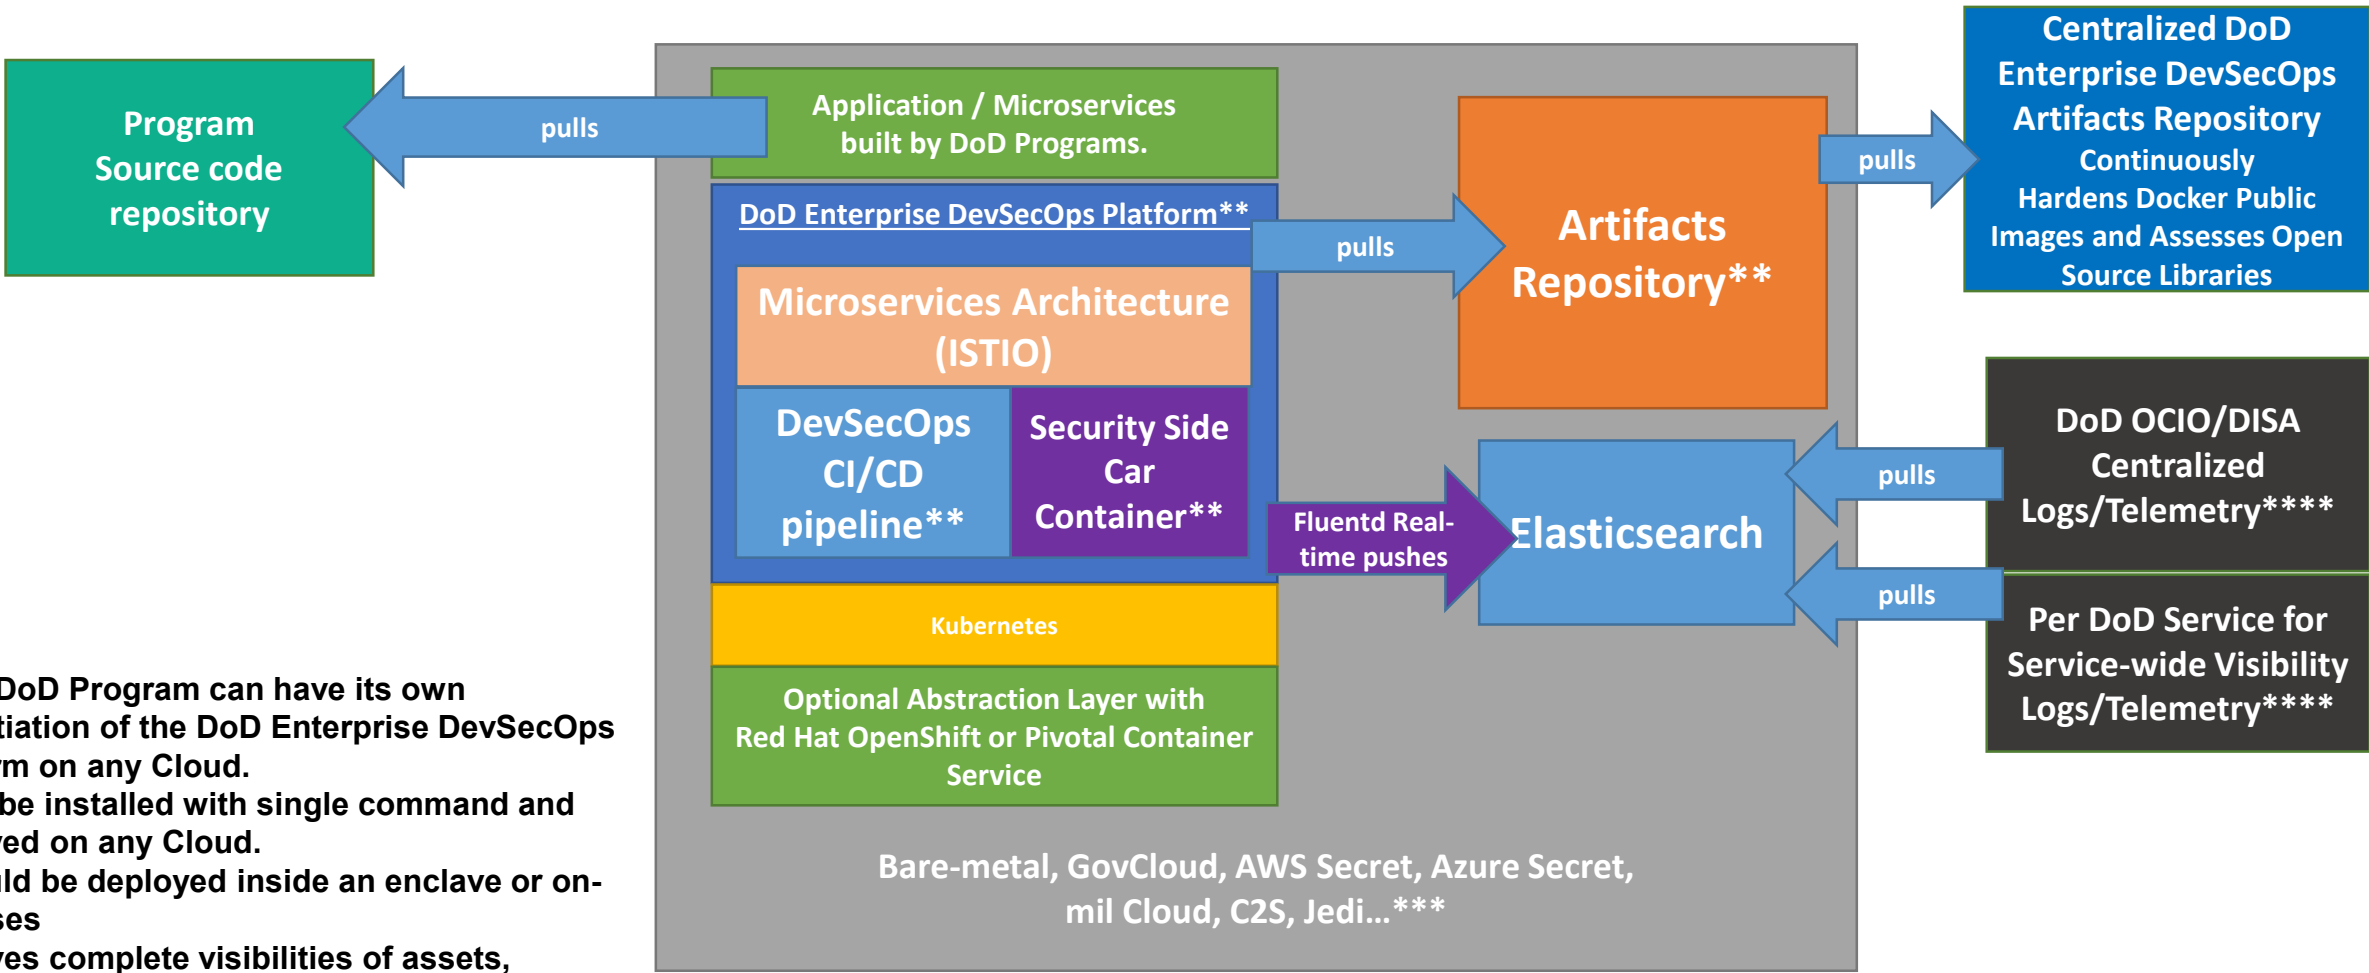 Program
Source code
repository
pulls
Application / Microservices
built by DoD Programs.
DoD Enterprise DevSecOps Platform**
Microservices Architecture
(ISTIO)
DevSecOps
CI/CD
pipeline**
Security Side
Car
Container**
Kubernetes
Optional Abstraction Layer with
Red Hat OpenShift or Pivotal Container
Service
pulls
Artifacts
Repository**
pulls
Centralized DoD
Enterprise DevSecOps
Artifacts Repository
Continuously
Hardens Docker Public
Images and Assesses Open
Source Libraries
Fluentd Real-
time pushes
Elasticsearch
pulls
DoD OCIO/DISA
Centralized
Logs/Telemetry****
pulls
Per DoD Service for
Service-wide Visibility
Logs/Telemetry****
Bare-metal, GovCloud, AWS Secret, Azure Secret,
mil Cloud, C2S, Jedi...***
DoD Program can have its own
of the DoD Enterprise DevSecOps
on any Cloud.
be installed with single command and
on any Cloud.
be deployed inside an enclave or on-
complete visibilities of assets,